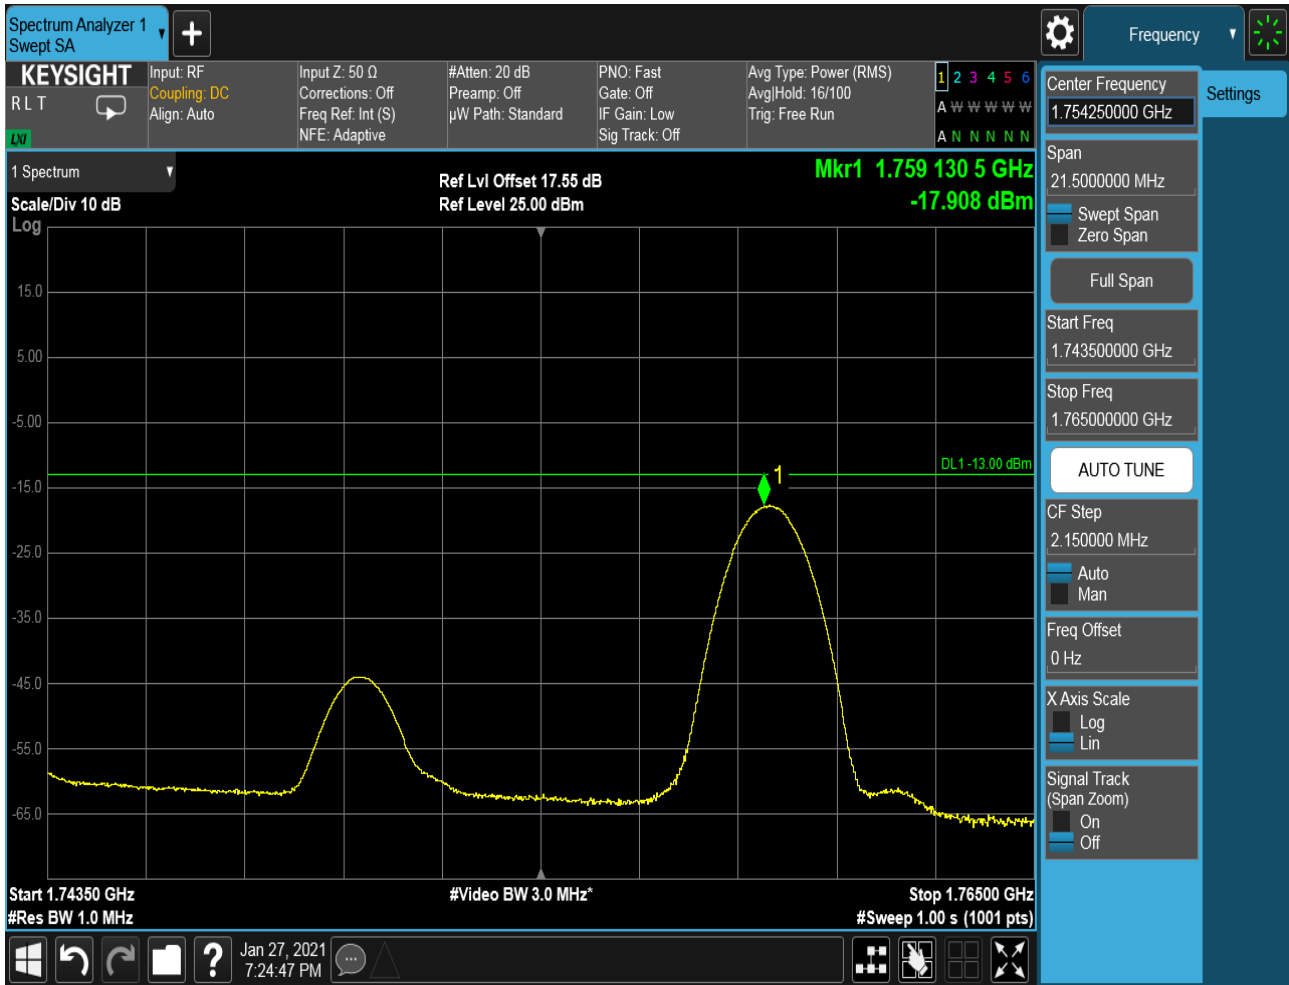 Spectrum Analyzer 1
Swept SA
Frequency
KEYSIGHT
R L T
LXI
Input: RF
Coupling: DC
Align: Auto
Input Z: 50 Ω
Corrections: Off
Freq Ref: Int (S)
NFE: Adaptive
#Atten: 20 dB
Preamp: Off
µW Path: Standard
PNO: Fast
Gate: Off
IF Gain: Low
Sig Track: Off
Avg Type: Power (RMS)
Avg|Hold: 16/100
Trig: Free Run
1 2 3 4 5 6
A W W W W W
A N N N N N
1 Spectrum
Scale/Div 10 dB
Log
Ref Lvl Offset 17.55 dB
Ref Level 25.00 dBm
Mkr1 1.759 130 5 GHz
-17.908 dBm
15.0
5.00
-5.00
-15.0
-25.0
-35.0
-45.0
-55.0
-65.0
DL1 -13.00 dBm
1
Start 1.74350 GHz
#Res BW 1.0 MHz
#Video BW 3.0 MHz*
Stop 1.76500 GHz
#Sweep 1.00 s (1001 pts)
Center Frequency
1.754250000 GHz
Settings
Span
21.5000000 MHz
Swept Span
Zero Span
Full Span
Start Freq
1.743500000 GHz
Stop Freq
1.765000000 GHz
AUTO TUNE
CF Step
2.150000 MHz
Auto
Man
Freq Offset
0 Hz
X Axis Scale
Log
Lin
Signal Track
(Span Zoom)
On
Off
?
Jan 27, 2021
7:24:47 PM